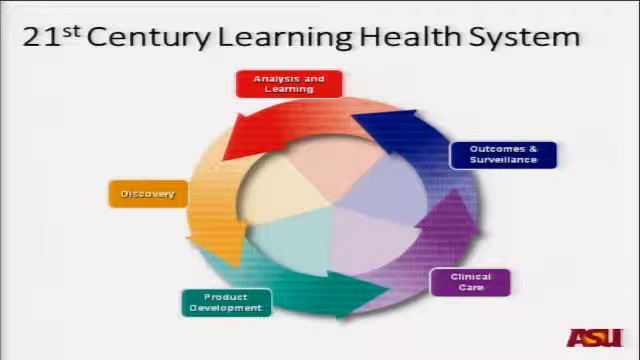 21st Century Learning Health System
Analysis and
Learning
Outcomes &
Surveillance
Discovery
Clinical
Care
Product
Development
ASU